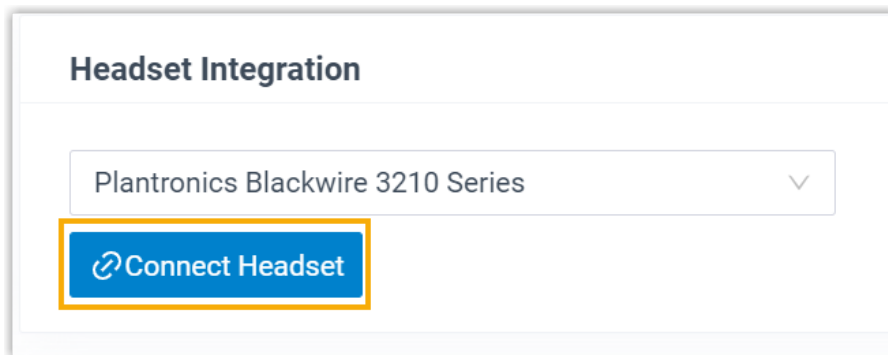 Headset Integration
Plantronics Blackwire 3210 Series
Connect Headset